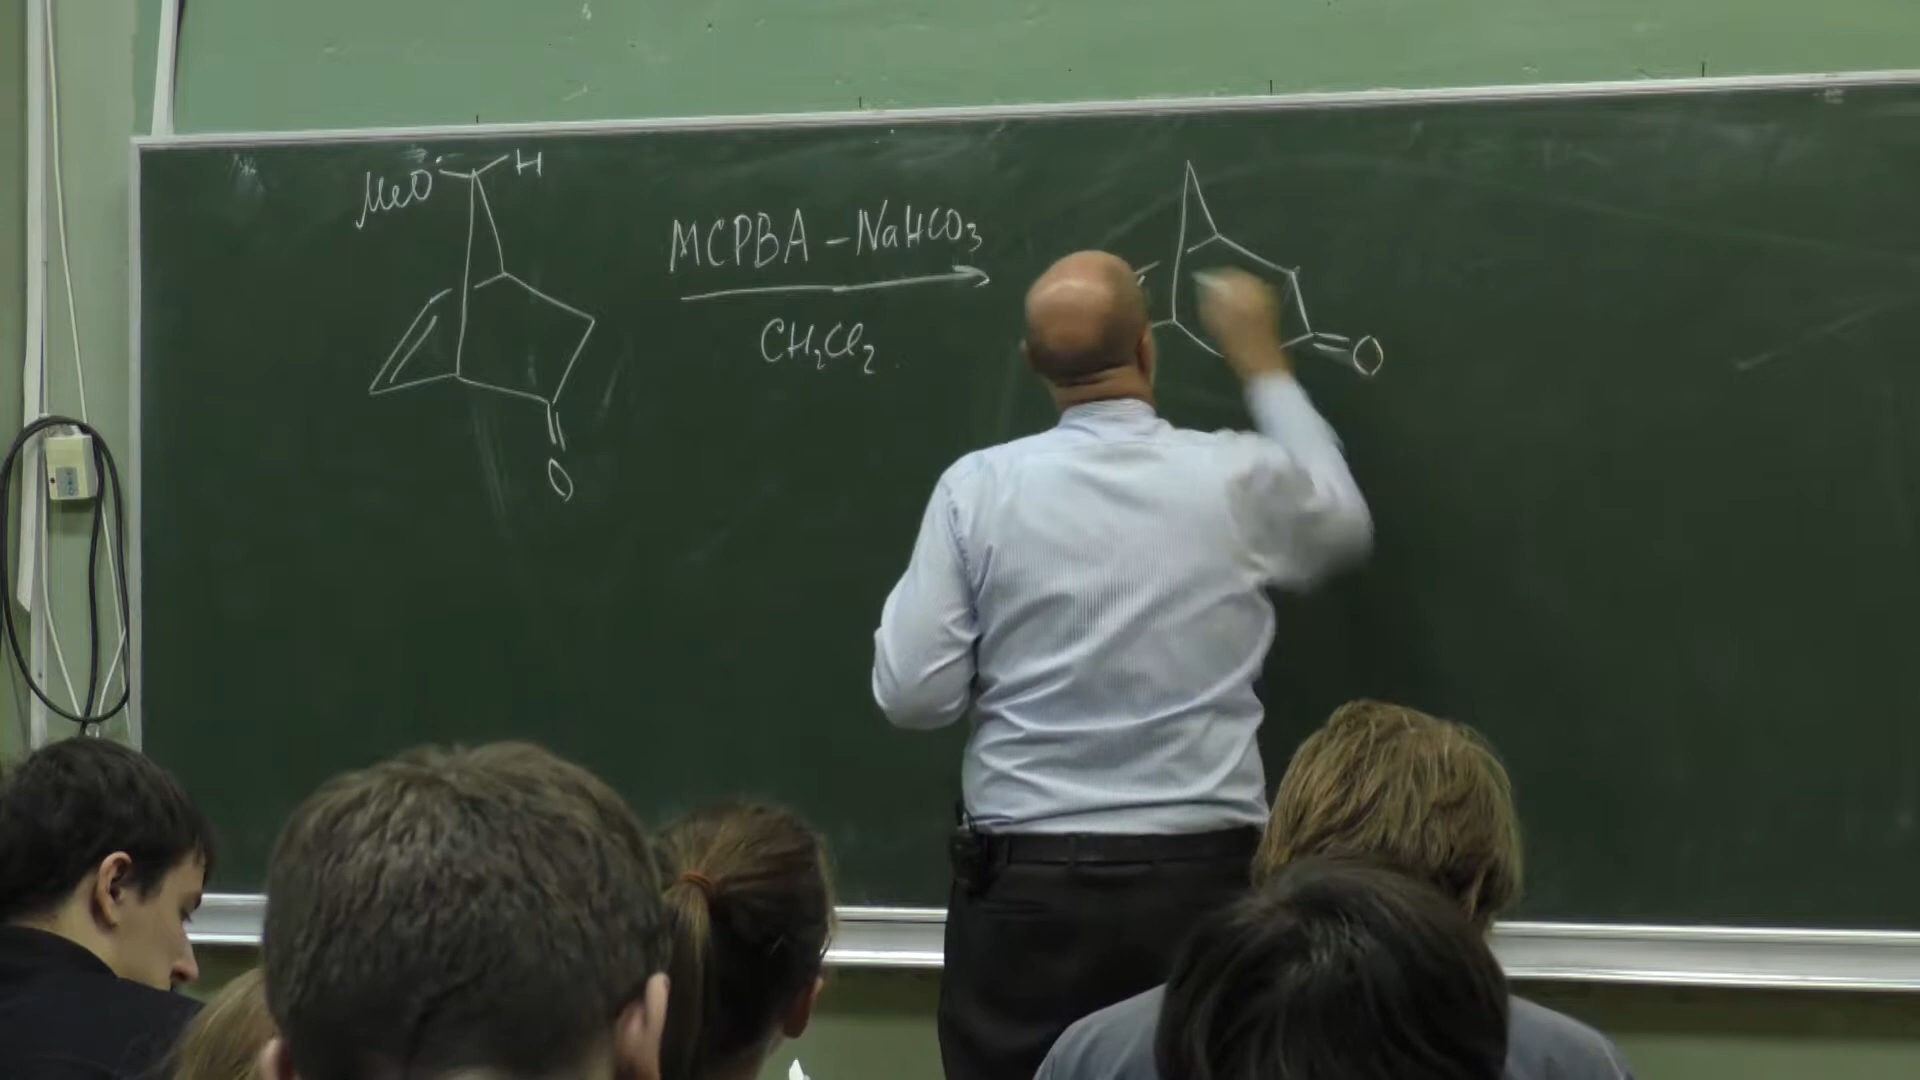 MeO H
MCPBA - NaHCO₃
CH₂Cl₂
O
O